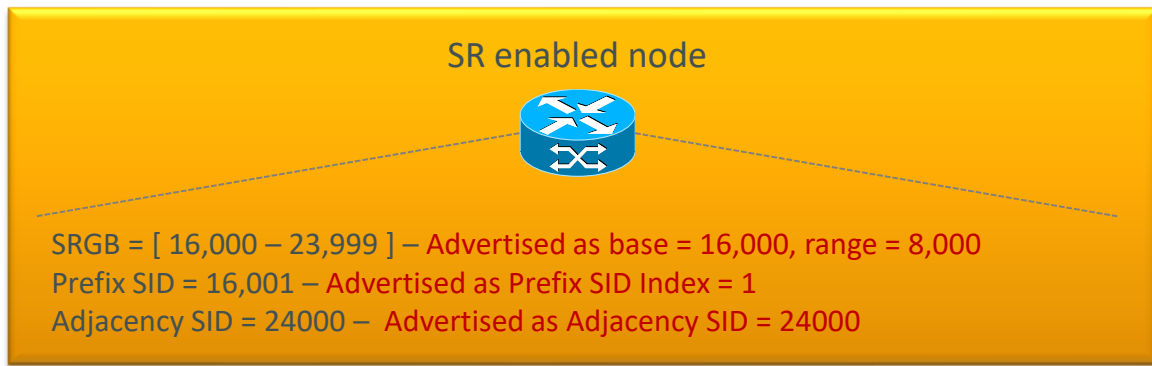 SR enabled node
SRGB = [ 16,000 – 23,999 ] – Advertised as base = 16,000, range = 8,000
Prefix SID = 16,001 – Advertised as Prefix SID Index = 1
Adjacency SID = 24000 – Advertised as Adjacency SID = 24000